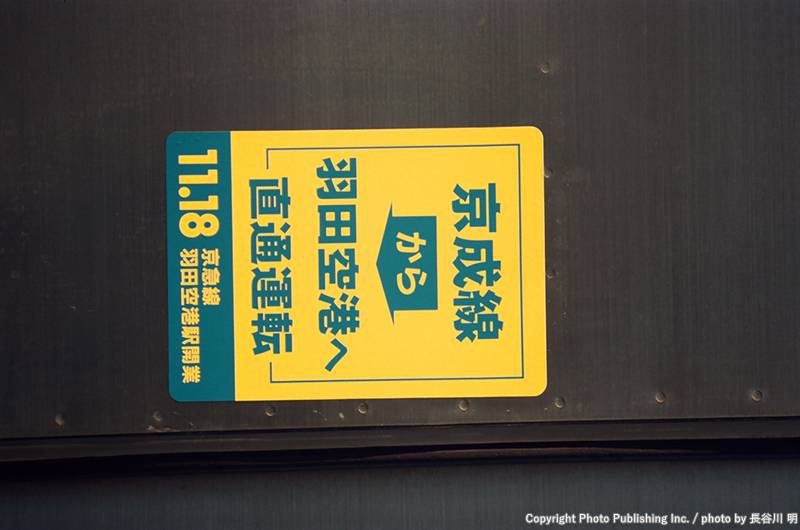 京成線
から
羽田空港へ
直通運転
11.18
京急線
羽田空港駅開業
Copyright Photo Publishing Inc. / photo by 長谷川 明